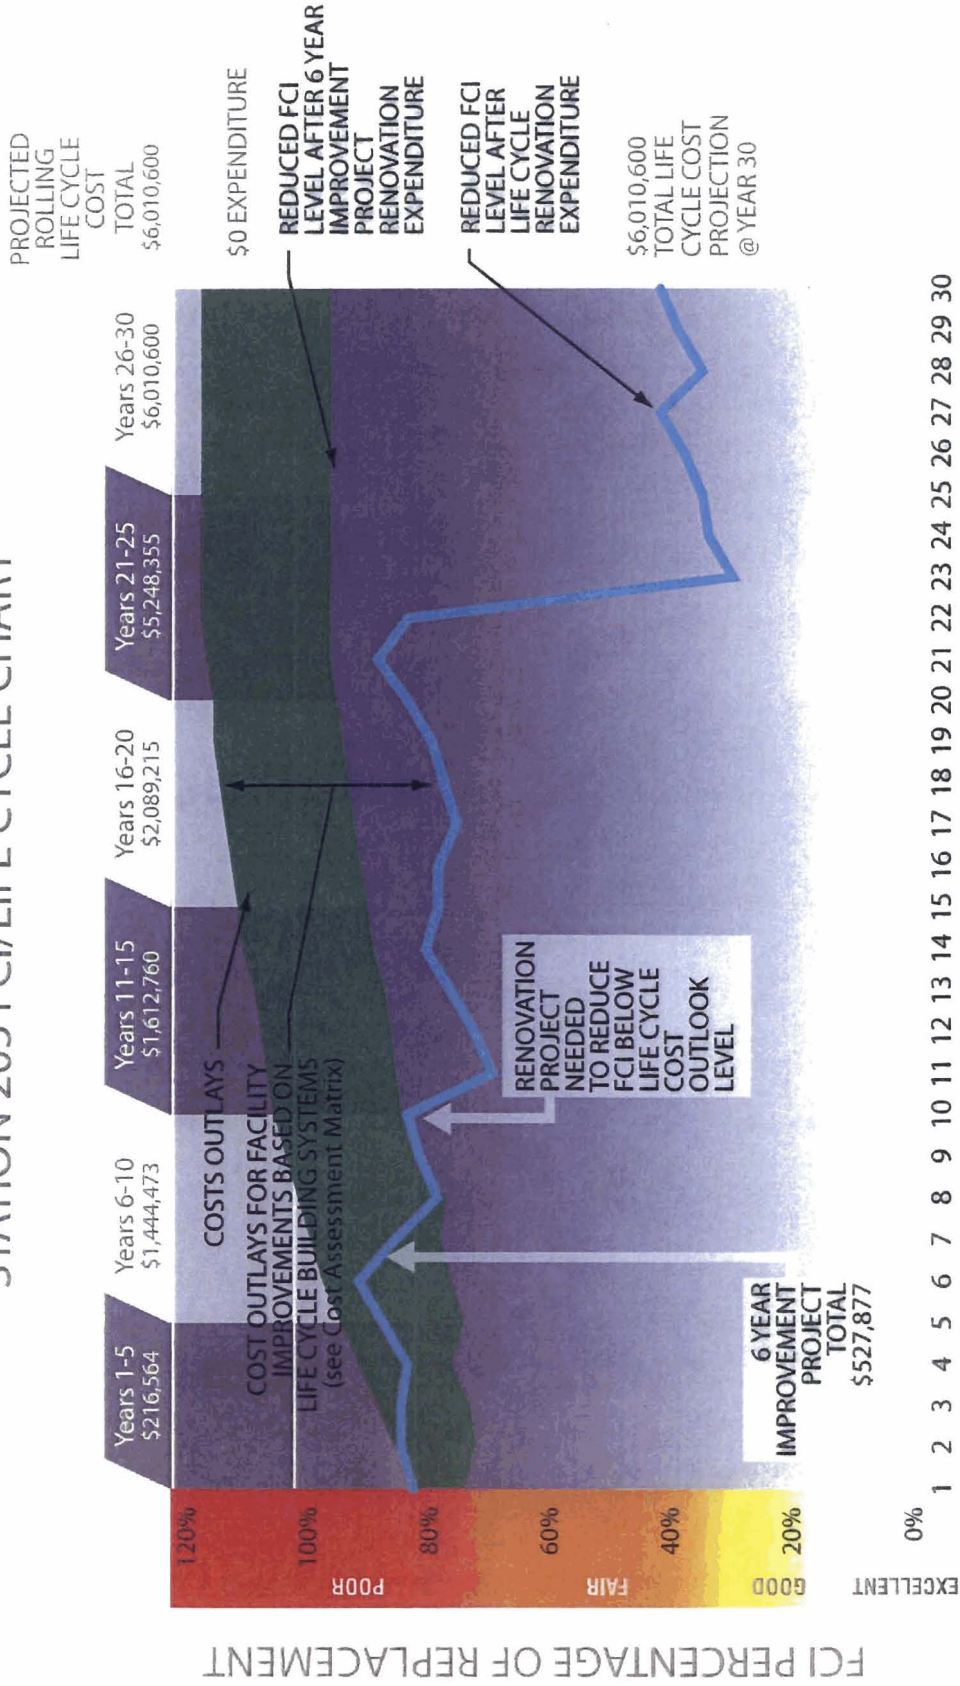 STATION 205 FCI/LIFE CYCLE CHART
PROJECTED
ROLLING
LIFE CYCLE
COST
TOTAL
$6,010,600
Years 1-5
$216,564
Years 6-10
$1,444,473
Years 11-15
$1,612,760
Years 16-20
$2,089,215
Years 21-25
$5,248,355
Years 26-30
$6,010,600
$0 EXPENDITURE
REDUCED FCI
LEVEL AFTER 6 YEAR
IMPROVEMENT
PROJECT
RENOVATION
EXPENDITURE
REDUCED FCI
LEVEL AFTER
LIFE CYCLE
RENOVATION
EXPENDITURE
$6,010,600
TOTAL LIFE
CYCLE COST
PROJECTION
@ YEAR 30
COSTS OUTLAYS
COST OUTLAYS FOR FACILITY
IMPROVEMENTS BASED ON
LIFE CYCLE BUILDING SYSTEMS
(see Cost Assessment Matrix)
RENOVATION
PROJECT
NEEDED
TO REDUCE
FCI BELOW
LIFE CYCLE
COST
OUTLOOK
LEVEL
6 YEAR
IMPROVEMENT
PROJECT
TOTAL
$527,877
FCI PERCENTAGE OF REPLACEMENT
POOR
FAIR
GOOD
EXCELLENT
120%
100%
80%
60%
40%
20%
0%
1 2 3 4 5 6 7 8 9 10 11 12 13 14 15 16 17 18 19 20 21 22 23 24 25 26 27 28 29 30